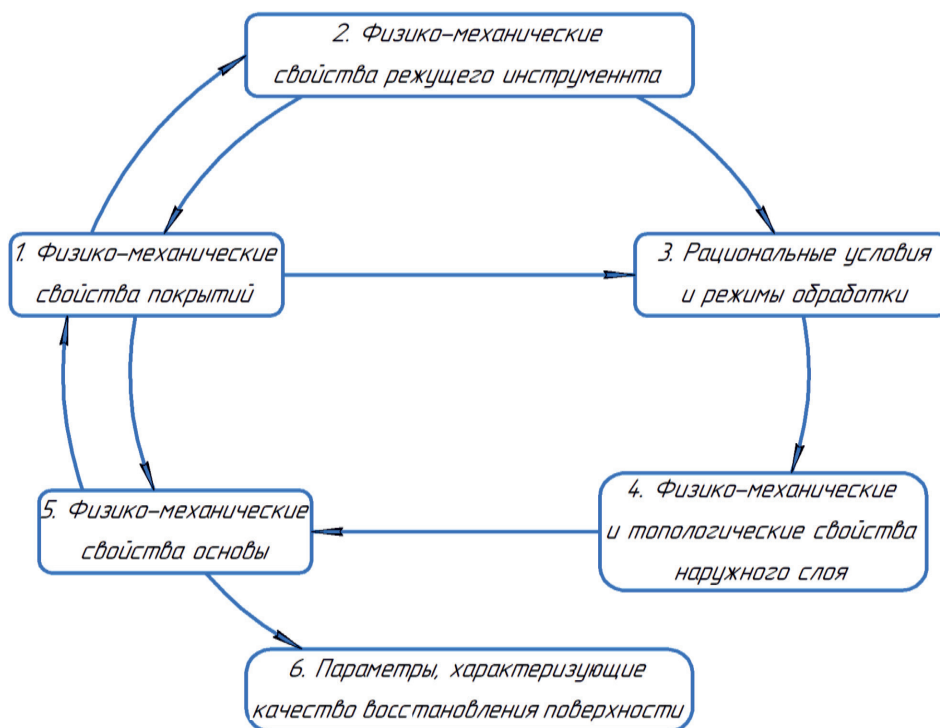 2. Физико-механические
свойства режущего инструменнта
1. Физико-механические
свойства покрытий
3. Рациональные условия
и режимы обработки
4. Физико-механические
и топологические свойства
наружного слоя
5. Физико-механические
свойства основы
6. Параметры, характеризующие
качество восстановления поверхности